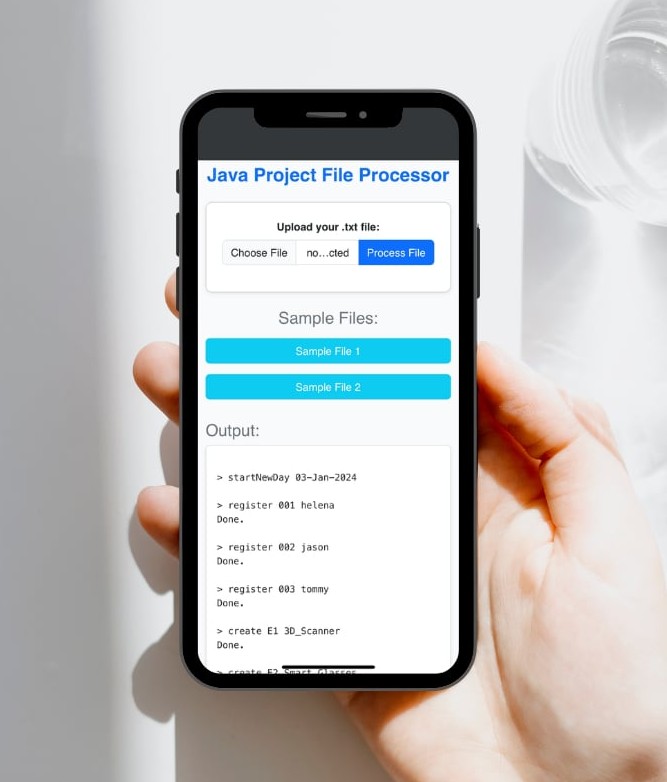 Java Project File Processor
Upload your .txt file:
Choose File no...cted Process File
Sample Files:
Sample File 1
Sample File 2
Output:
> startNewDay 03-Jan-2024
> register 001 helena
Done.
> register 002 jason
Done.
> register 003 tommy
Done.
> create E1 3D_Scanner
Done.
> create E2 Smart_Glasses